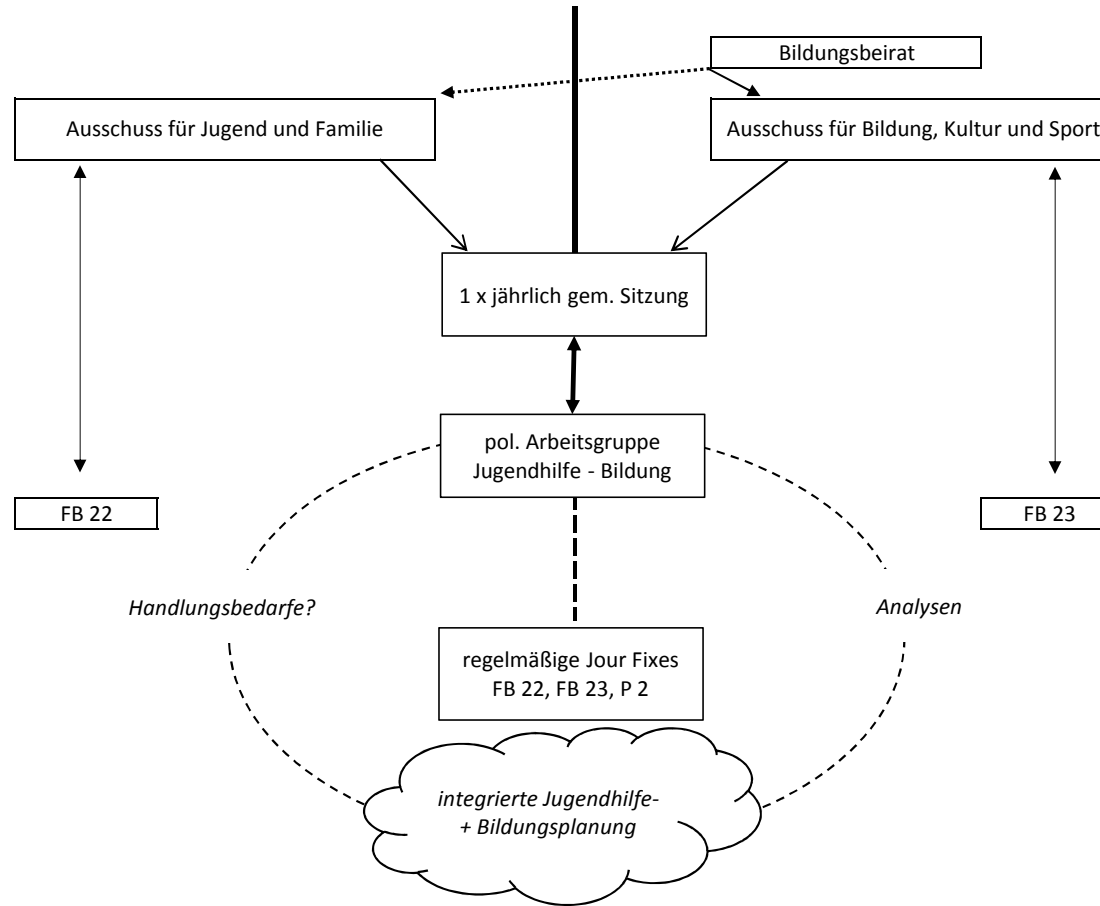 Bildungsbeirat
Ausschuss für Jugend und Familie
Ausschuss für Bildung, Kultur und Sport
1 x jährlich gem. Sitzung
pol. Arbeitsgruppe
Jugendhilfe - Bildung
FB 22
FB 23
Handlungsbedarfe?
Analysen
regelmäßige Jour Fixes
FB 22, FB 23, P 2
integrierte Jugendhilfe-
+ Bildungsplanung